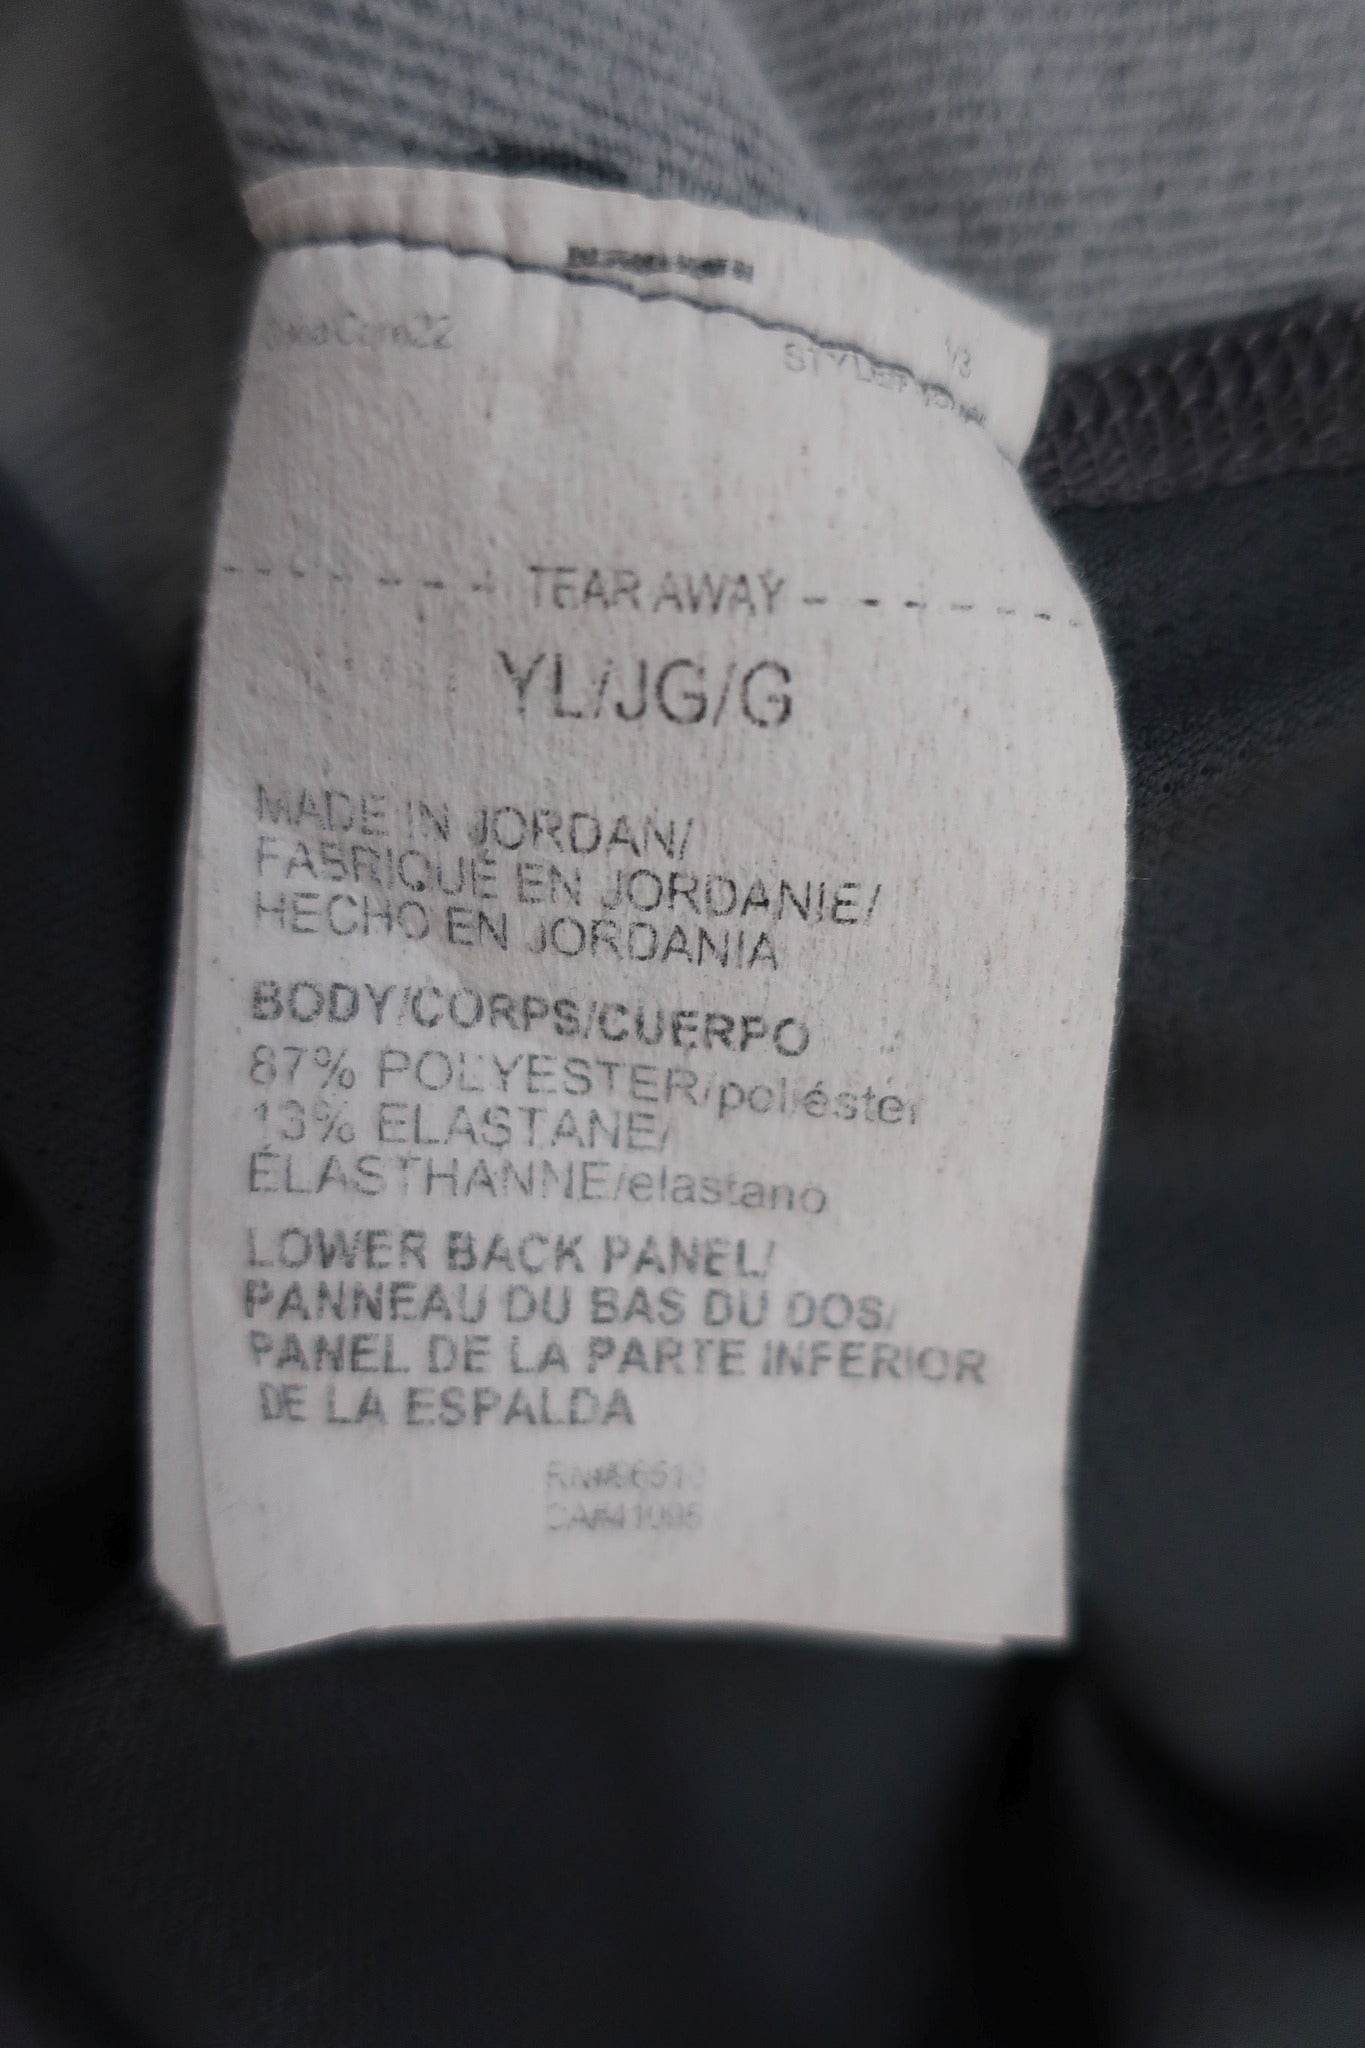 TEAR AWAY
YL/JG/G
MADE IN JORDAN/
FABRIQUÉ EN JORDANIE/
HECHO EN JORDANIA
BODY/CORPS/CUERPO
87% POLYESTER/poliéster
13% ELASTANE/
ÉLASTHANNE/elastano
LOWER BACK PANEL/
PANNEAU DU BAS DU DOS/
PANEL DE LA PARTE INFERIOR
DE LA ESPALDA
CA#41095